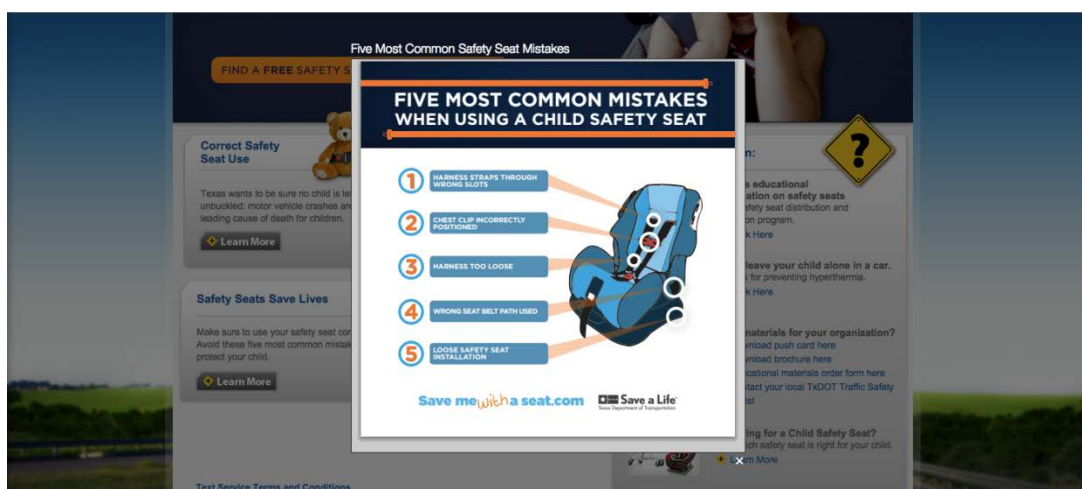 Five Most Common Safety Seat Mistakes
FIND A FREE SAFETY S
FIVE MOST COMMON MISTAKES
WHEN USING A CHILD SAFETY SEAT
1 HARNESS STRAPS THROUGH
WRONG SLOTS
2 CHEST CLIP INCORRECTLY
POSITIONED
3 HARNESS TOO LOOSE
4 WRONG SEAT BELT PATH USED
5 LOOSE SAFETY SEAT
INSTALLATION
Save me with a seat.com
Save a Life
Texas Department of Transportation
Correct Safety
Seat Use
Texas wants to be sure no child is le
unbuckled: motor vehicle crashes are
leading cause of death for children.
Learn More
Safety Seats Save Lives
Make sure to use your safety seat cor
Avoid these five most common mistak
protect your child.
Learn More
Text Service Terms and Conditions
?
n:
s educational
ation on safety seats
afety seat distribution and
on program.
k Here
leave your child alone in a car.
for preventing hyperthermia.
k Here
materials for your organization?
wnload push card here
wnload brochure here
cational materials order form here
tact your local TxDOT Traffic Safety
list
ing for a Child Safety Seat?
ich safety seat is right for your child.
Learn More